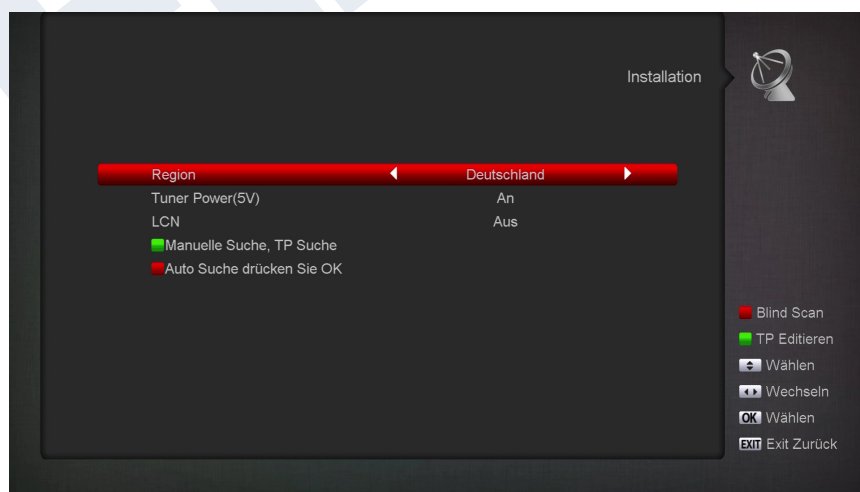 Installation
Region Deutschland
Tuner Power(5V) An
LCN Aus
Manuelle Suche, TP Suche
Auto Suche drücken Sie OK
Blind Scan
TP Editieren
Wählen
Wechseln
OK Wählen
EXIT Exit Zurück